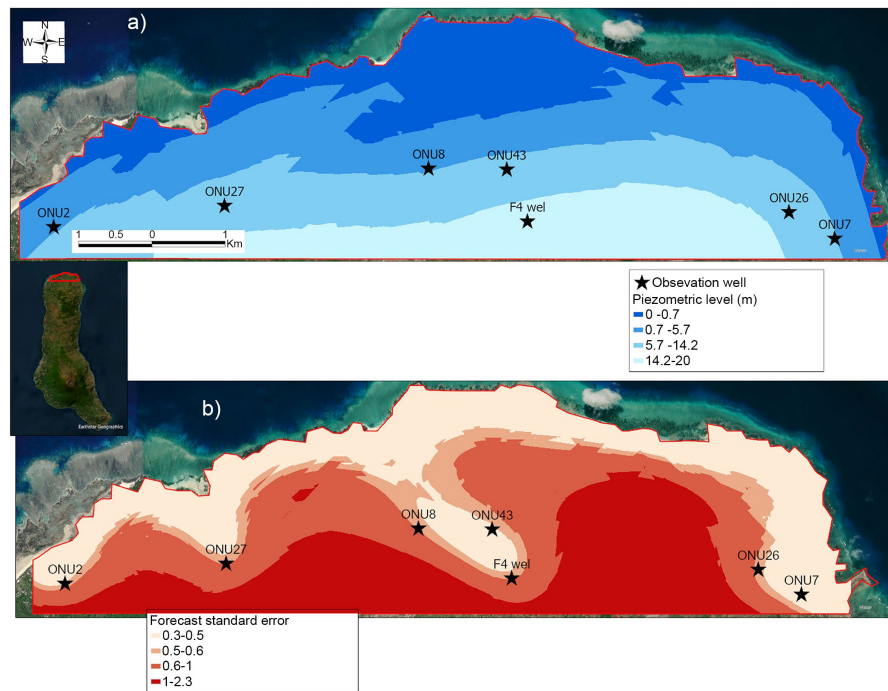 a)
N
W E
S
ONU8
ONU43
ONU27
ONU26
ONU2
F4 wel
ONU7
1 0.5 0 1
Km
Obsevation well
Piezometric level (m)
0 -0.7
0.7 -5.7
5.7 -14.2
14.2-20
Earthstar Geographics
b)
ONU8
ONU43
ONU27
ONU26
F4 wel
ONU2
ONU7
Forecast standard error
0.3-0.5
0.5-0.6
0.6-1
1-2.3